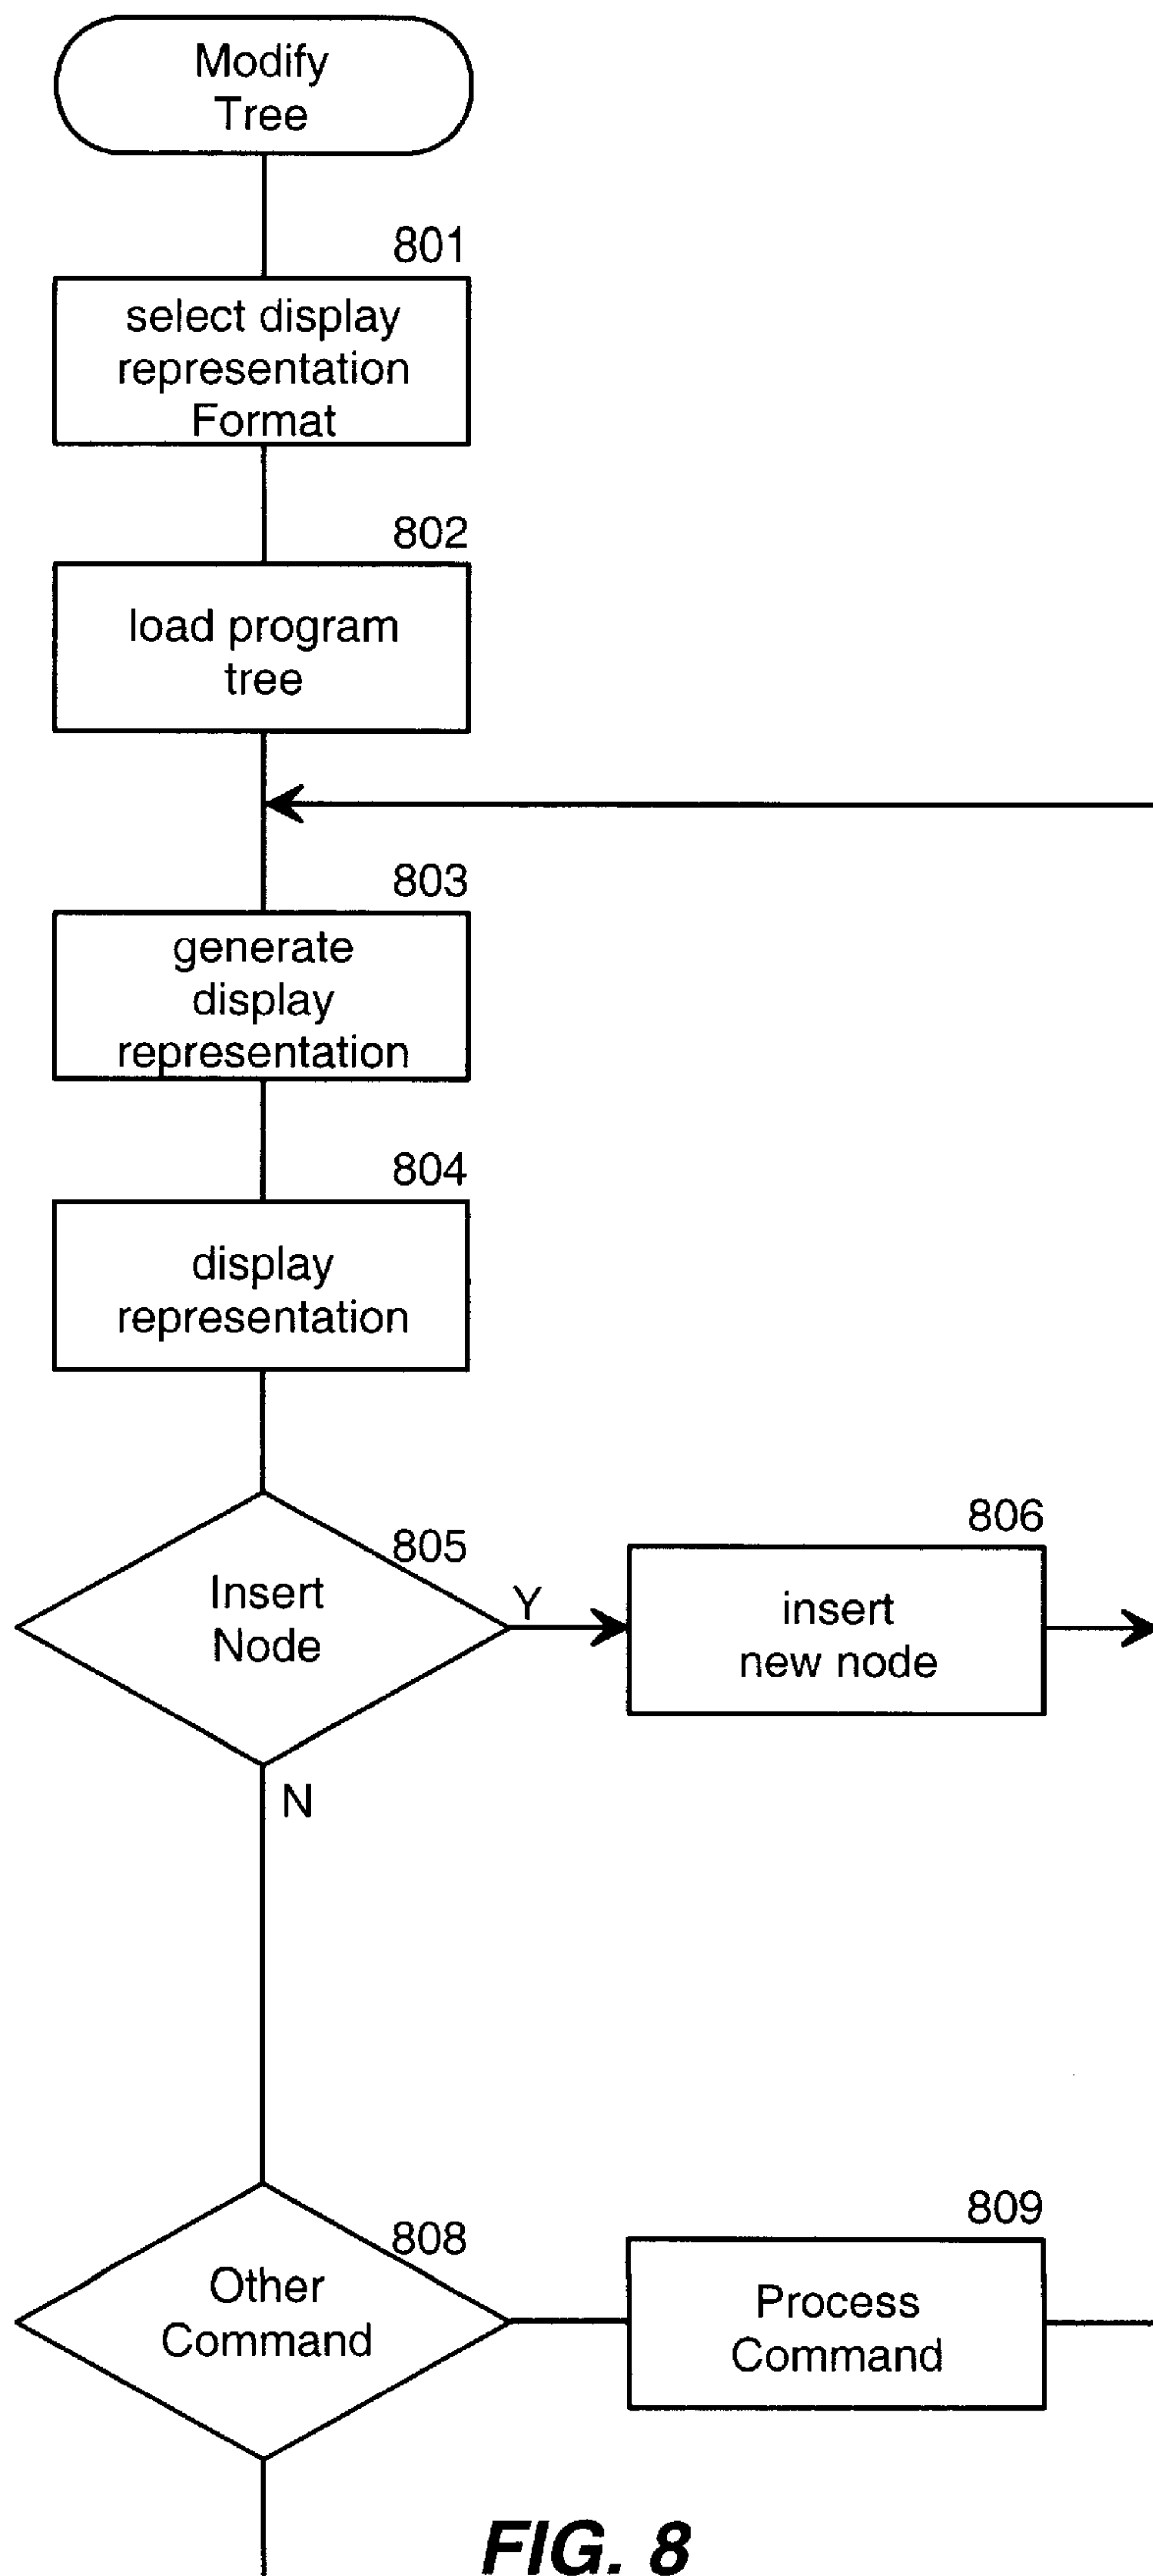 Modify
Tree
801
select display
representation
Format
802
load program
tree
803
generate
display
representation
804
display
representation
805
Insert
Node
Y
806
insert
new node
N
808
Other
Command
809
Process
Command
FIG. 8